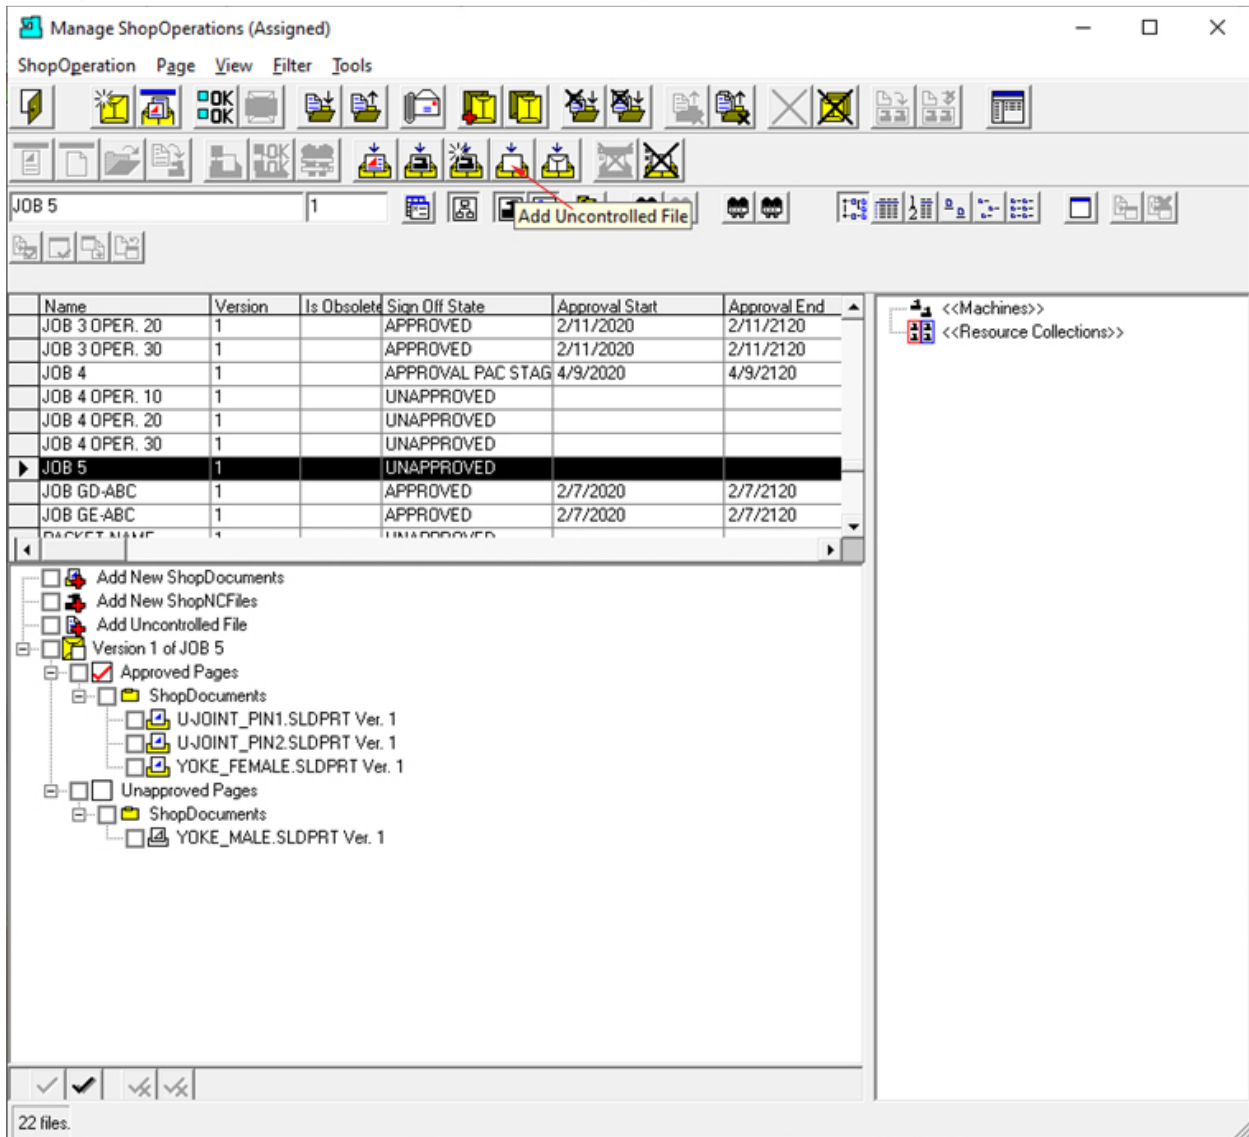 Manage ShopOperations (Assigned)
ShopOperation Page View Filter Tools
OK
OK
JOB 5 1
Add Uncontrolled File
Name Version Is Obsolete Sign Off State Approval Start Approval End
JOB 3 OPER. 20 1 APPROVED 2/11/2020 2/11/2120
JOB 3 OPER. 30 1 APPROVED 2/11/2020 2/11/2120
JOB 4 1 APPROVAL PAC STAG 4/9/2020 4/9/2120
JOB 4 OPER. 10 1 UNAPPROVED
JOB 4 OPER. 20 1 UNAPPROVED
JOB 4 OPER. 30 1 UNAPPROVED
JOB 5 1 UNAPPROVED
JOB GD-ABC 1 APPROVED 2/7/2020 2/7/2120
JOB GE-ABC 1 APPROVED 2/7/2020 2/7/2120
PACKET NAME 1 UNAPPROVED
<<Machines>>
<<Resource Collections>>
Add New ShopDocuments
Add New ShopNCFiles
Add Uncontrolled File
Version 1 of JOB 5
Approved Pages
ShopDocuments
U-JOINT_PIN1.SLDPRT Ver. 1
U-JOINT_PIN2.SLDPRT Ver. 1
YOKE_FEMALE.SLDPRT Ver. 1
Unapproved Pages
ShopDocuments
YOKE_MALE.SLDPRT Ver. 1
22 files.